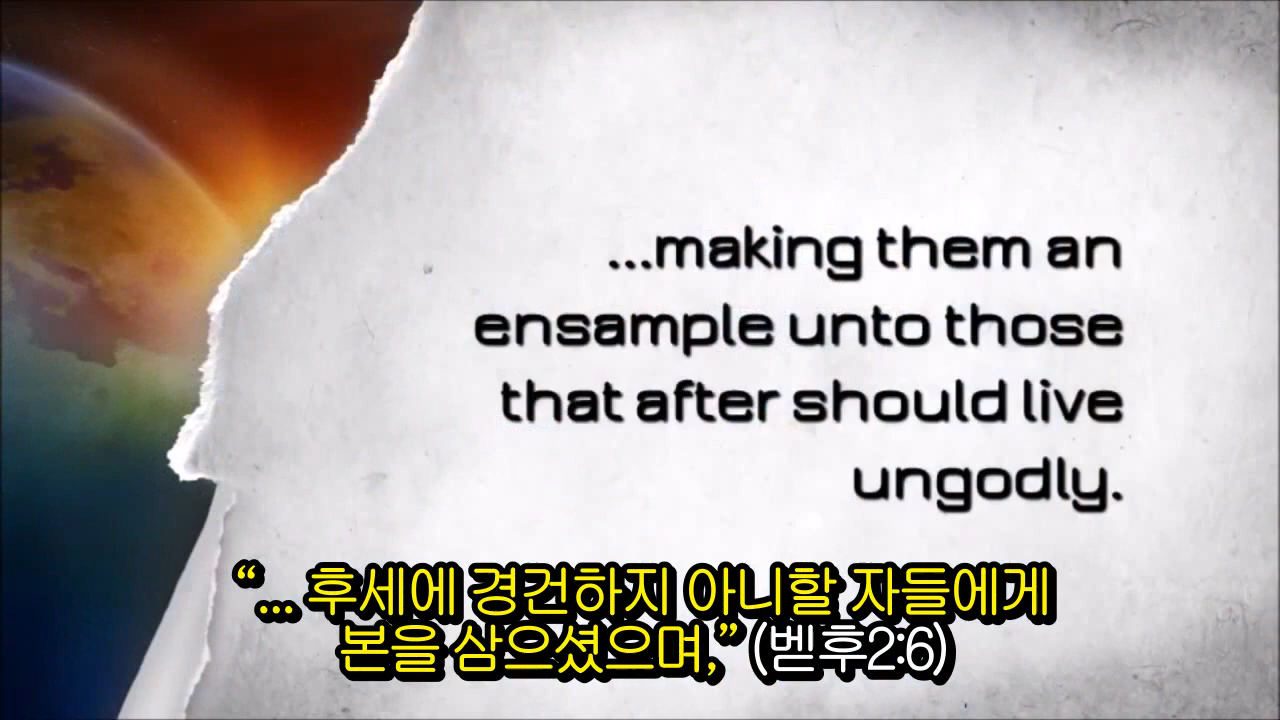 ...making them an
ensample unto those
that after should live
ungodly.
“... 후세에 경건하지 아니할 자들에게
본을 삼으셨으며,” (벧후2:6)